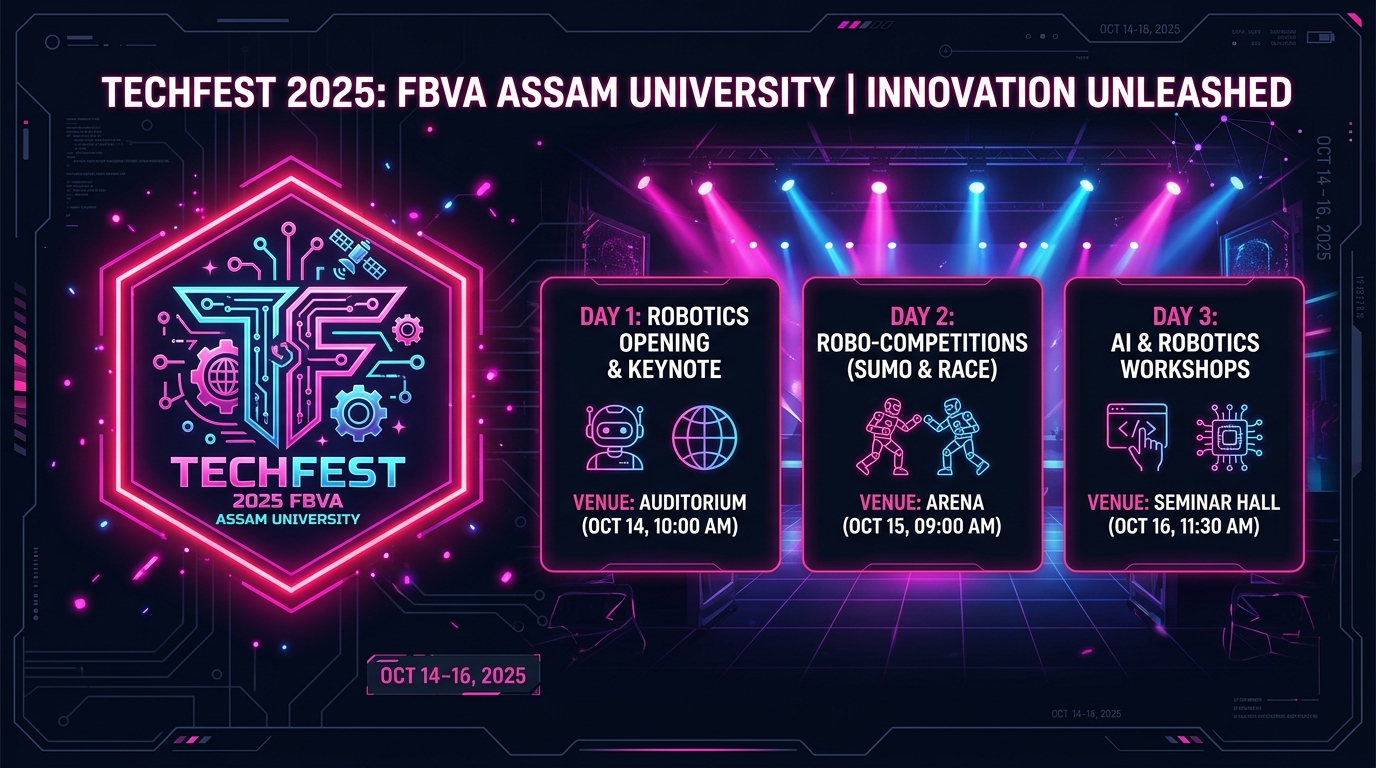 OCT 14-16, 2025
TECHFEST 2025: FBVA ASSAM UNIVERSITY | INNOVATION UNLEASHED
OCT 14-16, 2025
TF
TECHFEST
2025 FBVA
ASSAM UNIVERSITY
DAY 1: ROBOTICS
OPENING
& KEYNOTE
VENUE: AUDITORIUM
(OCT 14, 10:00 AM)
DAY 2:
ROBO-COMPETITIONS
(SUMO & RACE)
VENUE: ARENA
(OCT 15, 09:00 AM)
DAY 3:
AI & ROBOTICS
WORKSHOPS
</>
VENUE: SEMINAR HALL
(OCT 16, 11:30 AM)
OCT 14-16, 2025
OCT 14-16, 2025